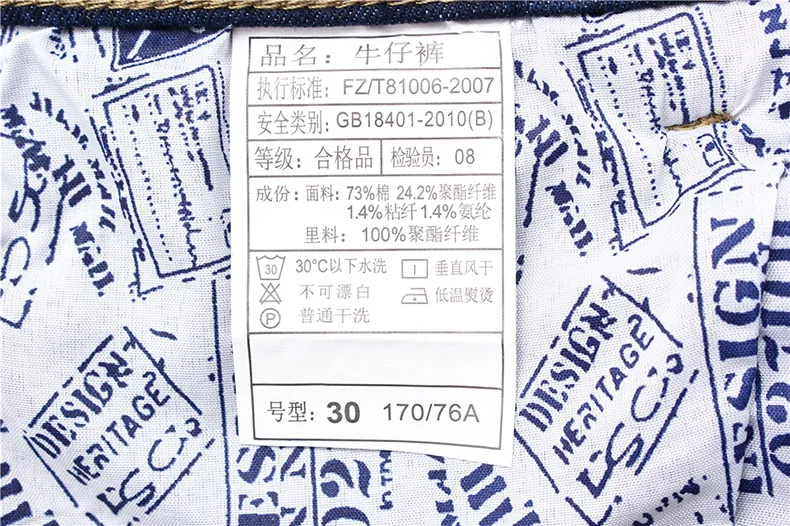 品名：牛仔裤
执行标准: FZ/T81006-2007
安全类别: GB18401-2010(B)
等级: 合格品 检验员: 08
成份: 面料: 73%棉 24.2%聚酯纤维
1.4%粘纤 1.4%氨纶
里料: 100%聚酯纤维
30 30°C以下水洗 垂直风干
不可漂白 低温熨烫
P 普通干洗
号型: 30 170/76A
DESIGN
HERITAGE
SC
DESIGN
HERITAGE
SC
ESIGN